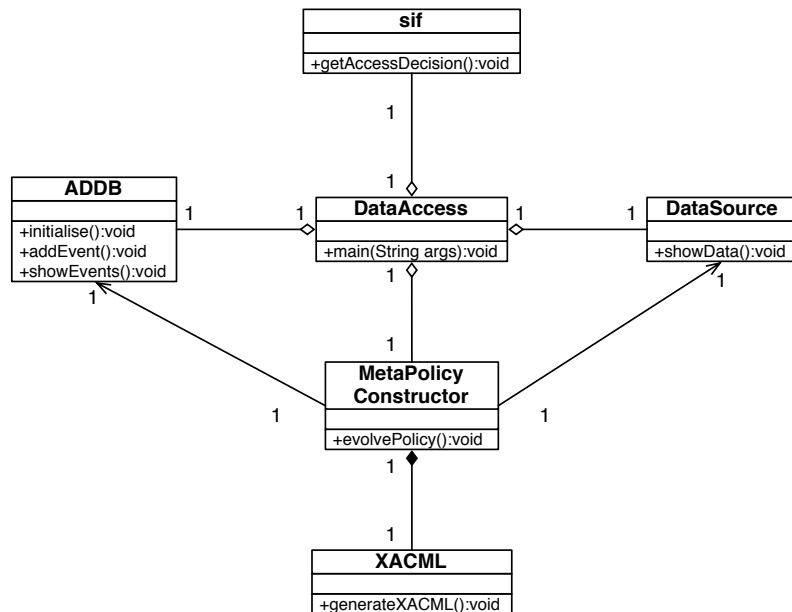 sif
+getAccessDecision():void
1
1
ADDB
+initialise():void
+addEvent():void
+showEvents():void
1
1
DataAccess
+main(String args):void
1
1
DataSource
+showData():void
1
1
1
1
MetaPolicy
Constructor
+evolvePolicy():void
1
1
1
1
XACML
+generateXACML():void